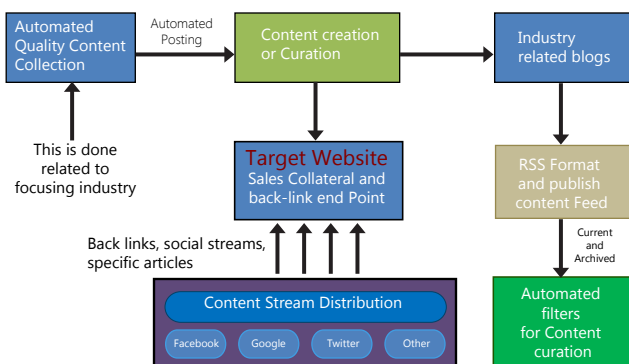 Automated
Quality Content
Collection
Automated
Posting
Content creation
or Curation
Industry
related blogs
This is done
related to
focusing industry
Target Website
Sales Collateral and
back-link end Point
RSS Format
and publish
content Feed
Back links, social streams,
specific articles
Current
and
Archived
Content Stream Distribution
Facebook
Google
Twitter
Other
Automated
filters
for Content
curation